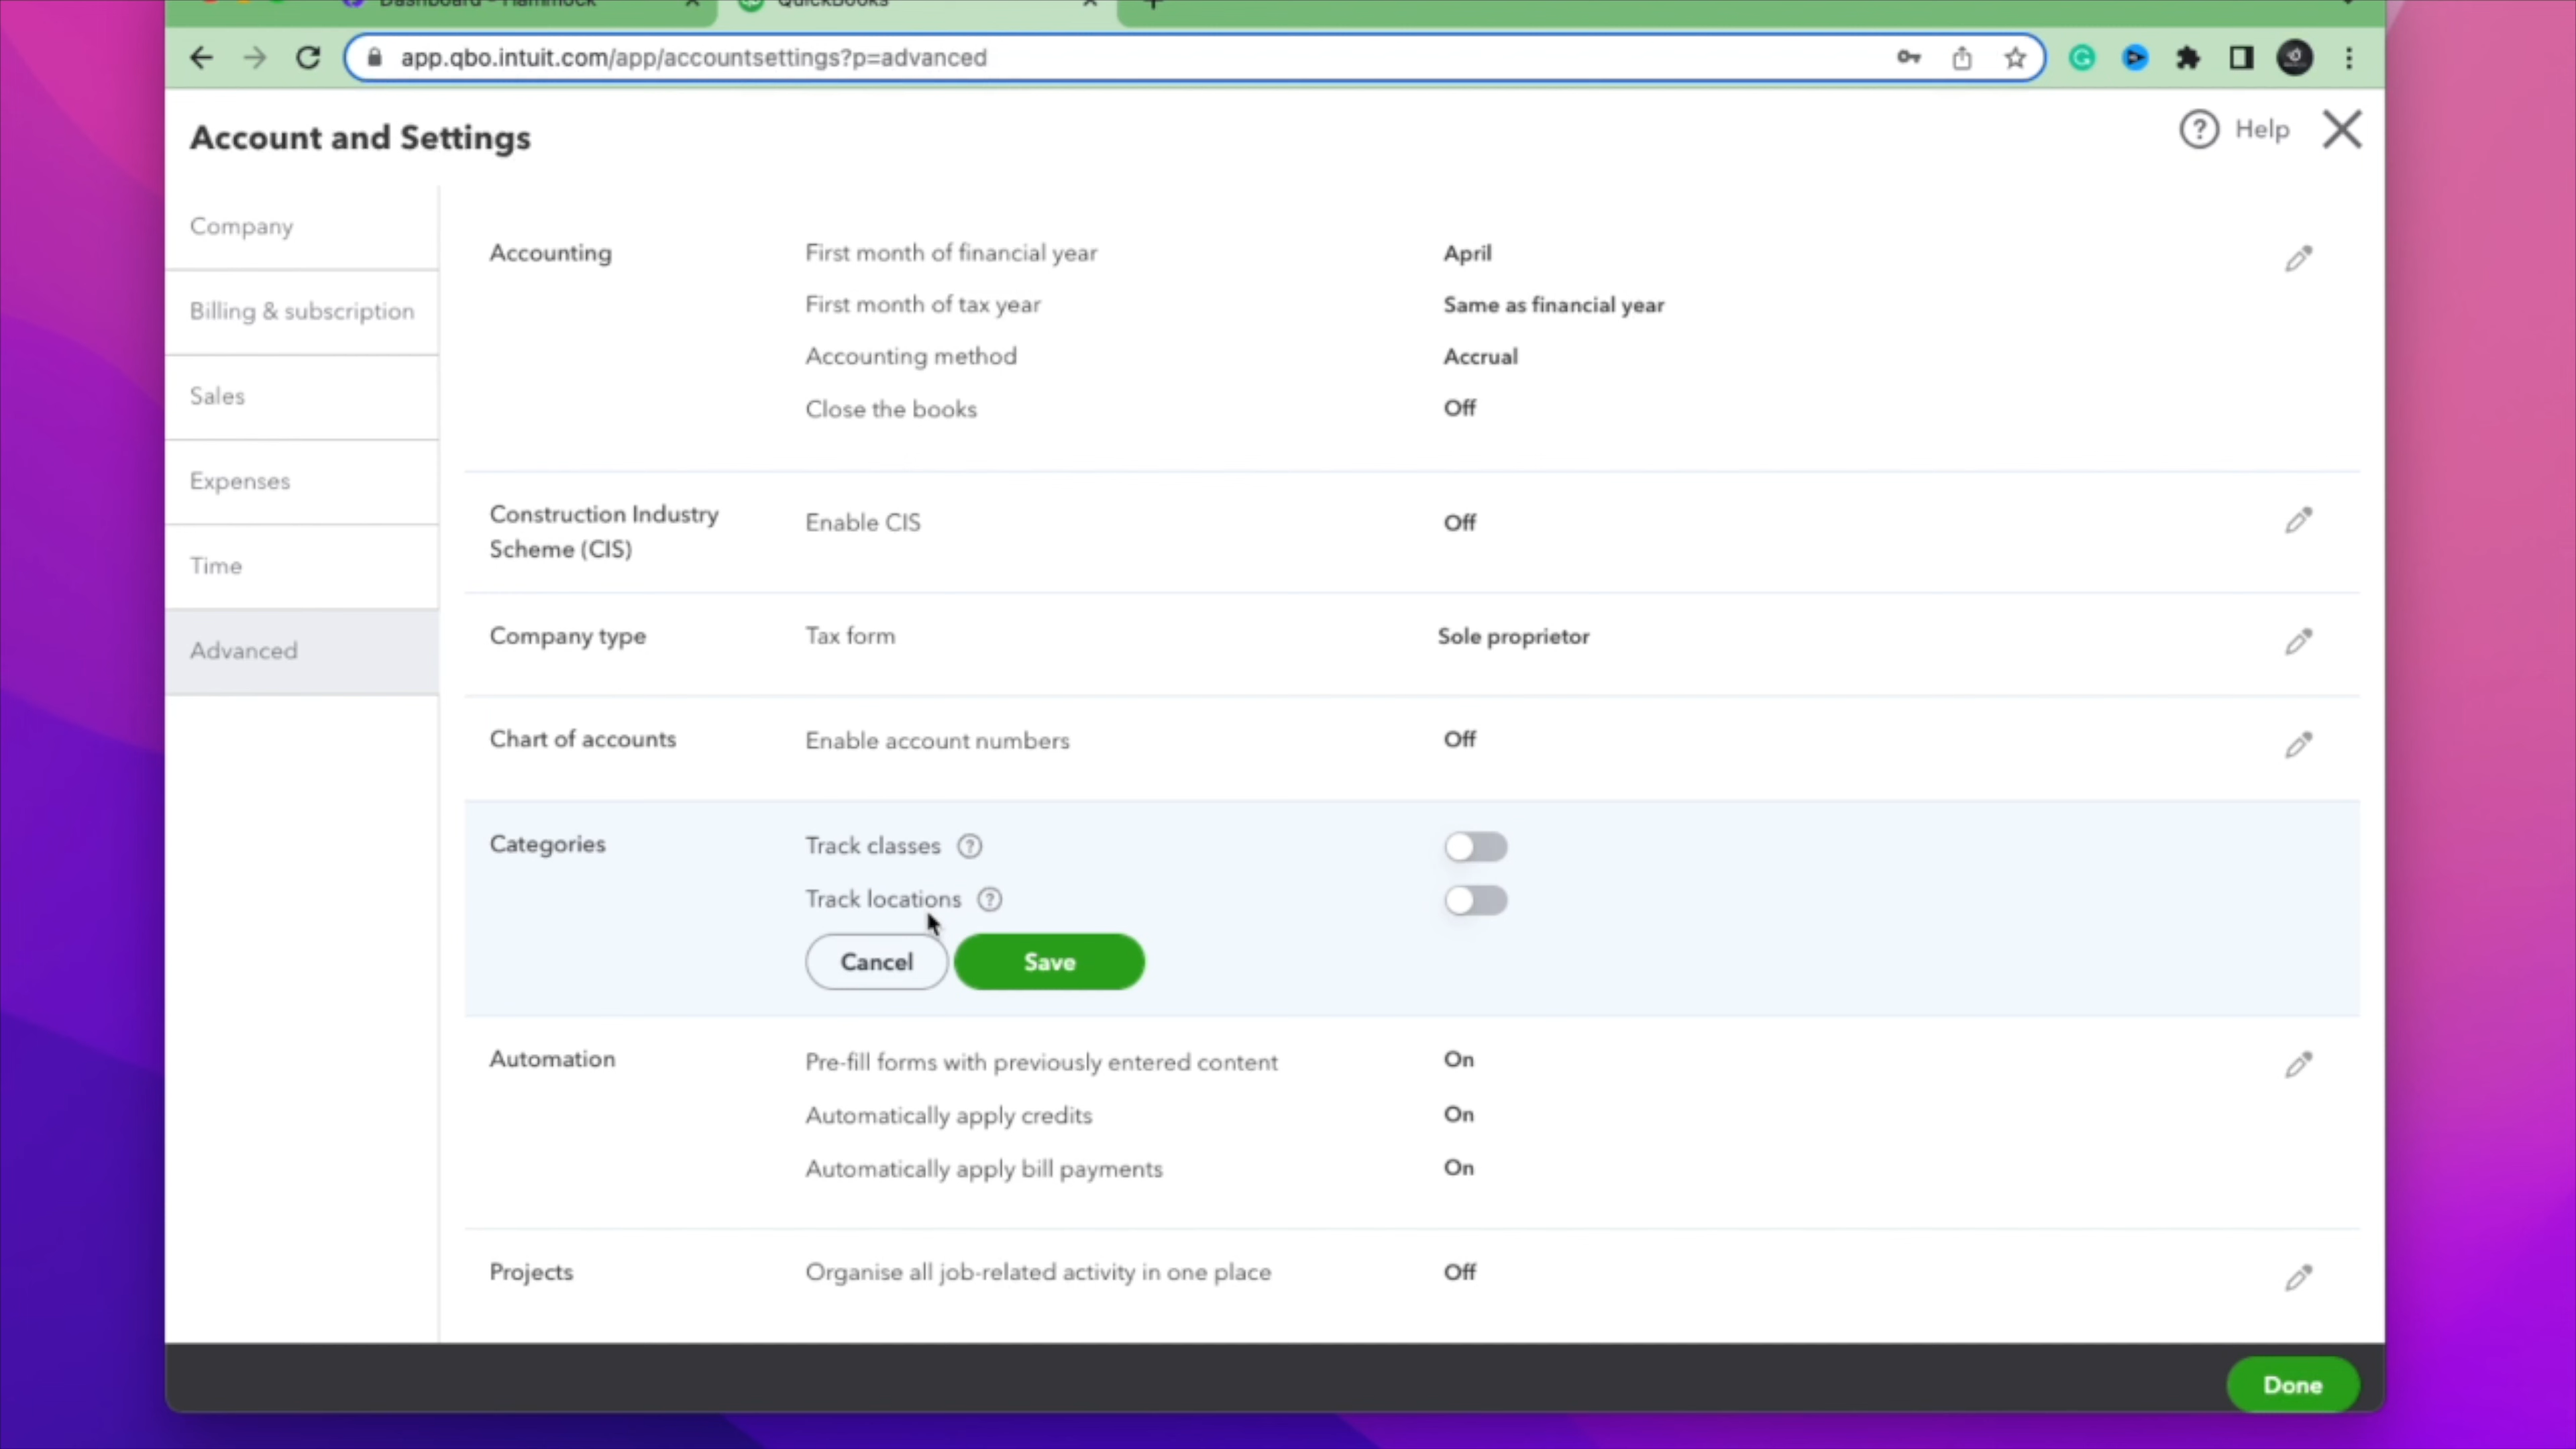 Dashboard - Hammock
QuickBooks
app.qbo.intuit.com/app/accountsettings?p=advanced
Account and Settings
Help
Company
Billing & subscription
Sales
Expenses
Time
Advanced
Accounting
First month of financial year April
First month of tax year Same as financial year
Accounting method Accrual
Close the books Off
Construction Industry
Scheme (CIS)
Enable CIS Off
Company type Tax form Sole proprietor
Chart of accounts Enable account numbers Off
Categories Track classes ?
Track locations ?
Cancel Save
Automation Pre-fill forms with previously entered content On
Automatically apply credits On
Automatically apply bill payments On
Projects Organise all job-related activity in one place Off
Done